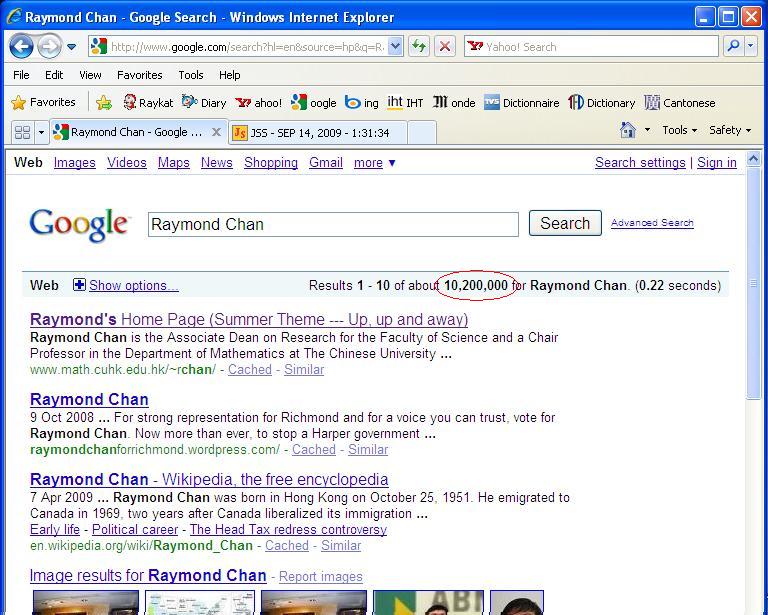 Raymond Chan - Google Search - Windows Internet Explorer
http://www.google.com/search?hl=en&source=hp&q=R.
Yahoo! Search
File Edit View Favorites Tools Help
Favorites Raykat Diary Yahoo! Google bing iht IHT Monde TV5 Dictionnaire Dictionary Cantonese
Raymond Chan - Google ... JSS - SEP 14, 2009 - 1:31:34
Tools Safety
Web Images Videos Maps News Shopping Gmail more ▼ Search settings | Sign in
Google Raymond Chan Search Advanced Search
Web Show options... Results 1 - 10 of about 10,200,000 for Raymond Chan. (0.22 seconds)
Raymond's Home Page (Summer Theme --- Up, up and away)
Raymond Chan is the Associate Dean on Research for the Faculty of Science and a Chair
Professor in the Department of Mathematics at The Chinese University ...
www.math.cuhk.edu.hk/~rchan/ - Cached - Similar
Raymond Chan
9 Oct 2008 ... For strong representation for Richmond and for a voice you can trust, vote for
Raymond Chan. Now more than ever, to stop a Harper government ...
raymondchanforrichmond.wordpress.com/ - Cached - Similar
Raymond Chan - Wikipedia, the free encyclopedia
7 Apr 2009 ... Raymond Chan was born in Hong Kong on October 25, 1951. He emigrated to
Canada in 1969, two years after Canada liberalized its immigration ...
Early life - Political career - The Head Tax redress controversy
en.wikipedia.org/wiki/Raymond_Chan - Cached - Similar
Image results for Raymond Chan - Report images